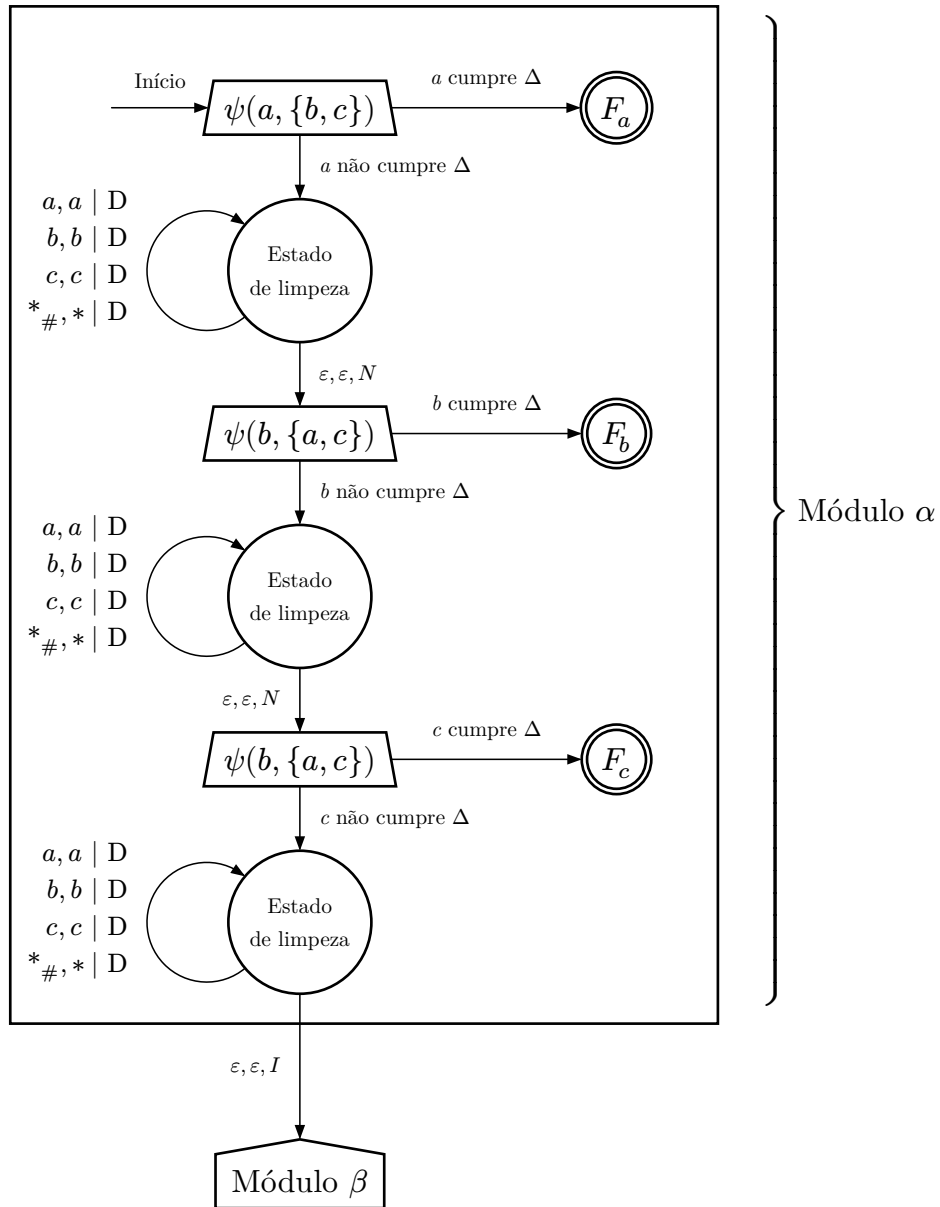 Início
ψ(a, {b, c})
a cumpre Δ
F_a
a não cumpre Δ
a, a | D
b, b | D
c, c | D
*_#, * | D
Estado
de limpeza
ε, ε, N
ψ(b, {a, c})
b cumpre Δ
F_b
b não cumpre Δ
Módulo α
a, a | D
b, b | D
c, c | D
*_#, * | D
Estado
de limpeza
ε, ε, N
ψ(b, {a, c})
c cumpre Δ
F_c
c não cumpre Δ
a, a | D
b, b | D
c, c | D
*_#, * | D
Estado
de limpeza
ε, ε, I
Módulo β